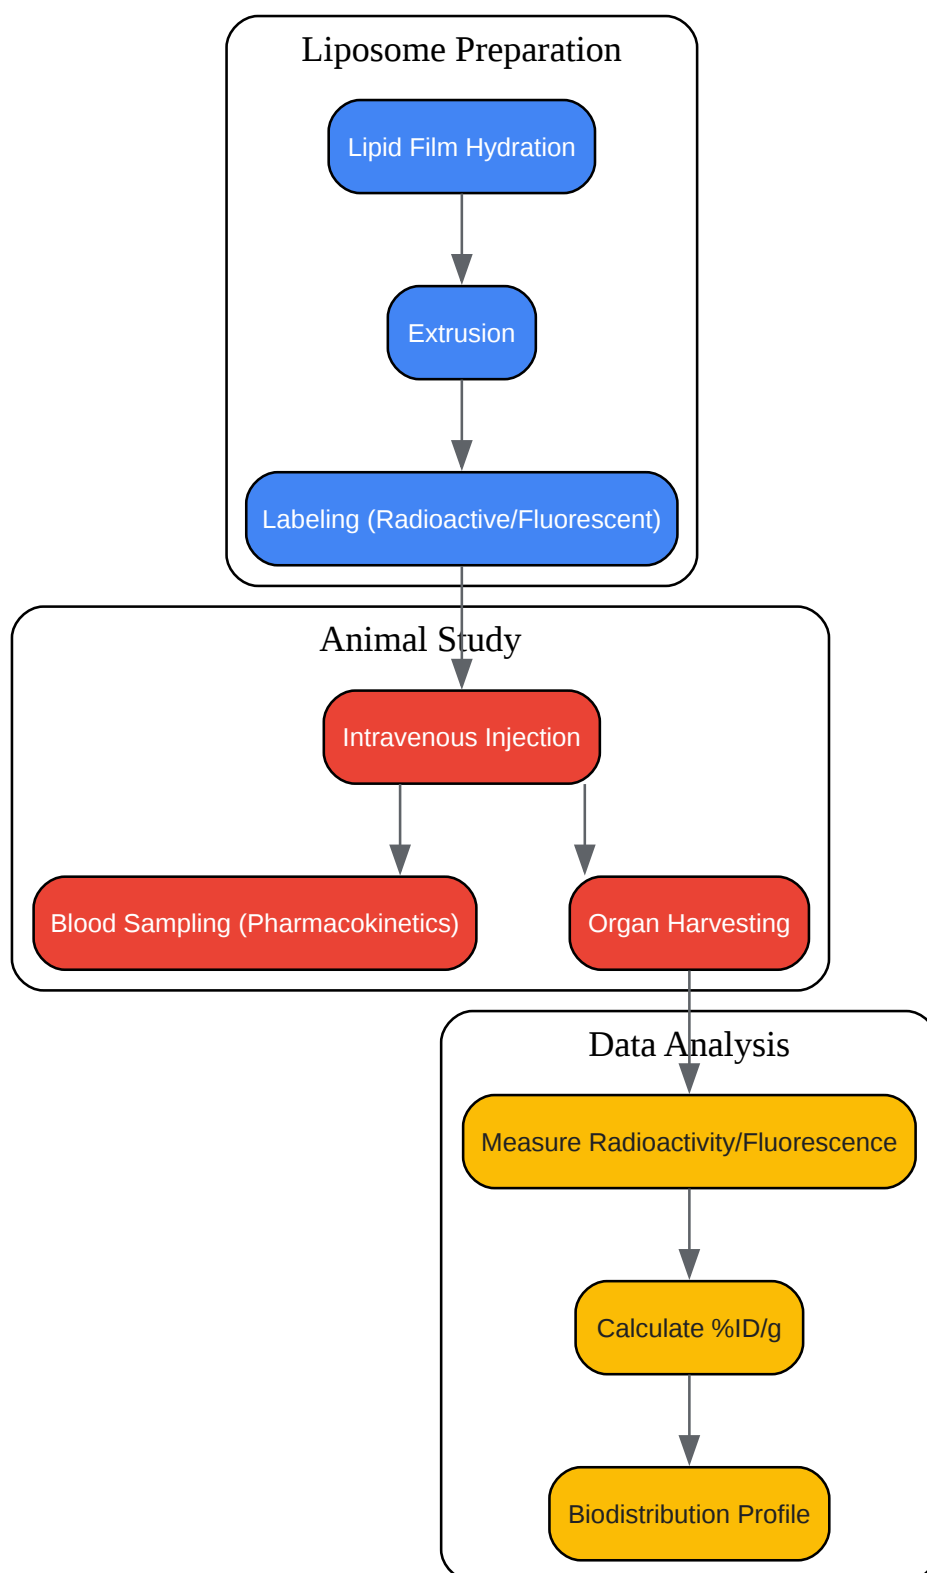 Liposome Preparation
Lipid Film Hydration
Extrusion
Labeling (Radioactive/Fluorescent)
Animal Study
Intravenous Injection
Blood Sampling (Pharmacokinetics)
Organ Harvesting
Data Analysis
Measure Radioactivity/Fluorescence
Calculate %ID/g
Biodistribution Profile